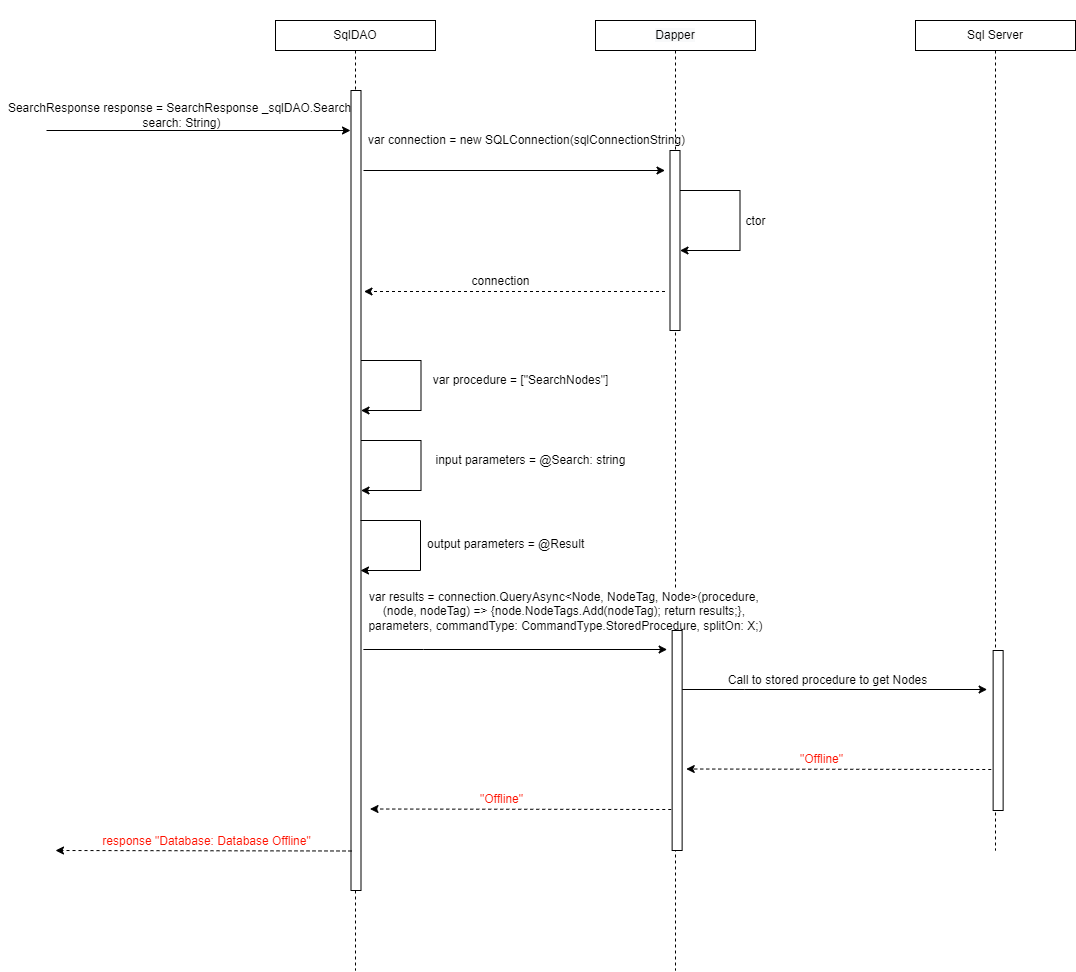 SqlDAO
Dapper
Sql Server
SearchResponse response = SearchResponse _sqlDAO.Search
search: String)
var connection = new SQLConnection(sqlConnectionString)
ctor
connection
var procedure = ["SearchNodes"]
input parameters = @Search: string
output parameters = @Result
var results = connection.QueryAsync<Node, NodeTag, Node>(procedure,
(node, nodeTag) => {node.NodeTags.Add(nodeTag); return results;},
parameters, commandType: CommandType.StoredProcedure, splitOn: X;)
Call to stored procedure to get Nodes
"Offline"
"Offline"
response "Database: Database Offline"